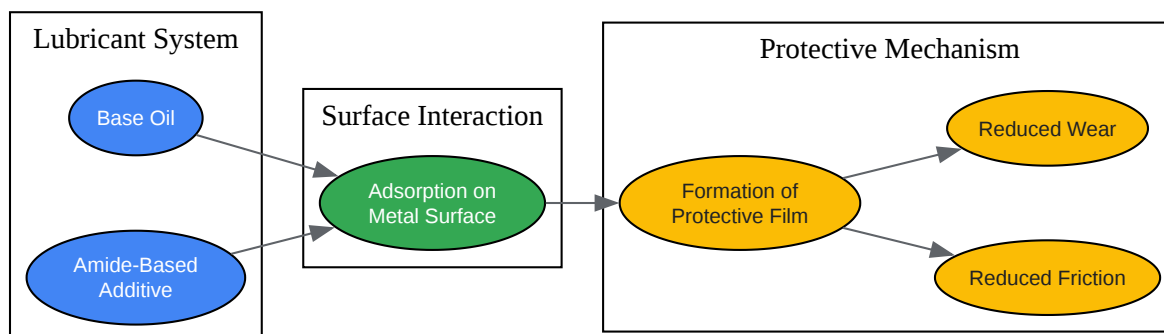 Lubricant System
Base Oil
Amide-Based
Additive
Surface Interaction
Adsorption on
Metal Surface
Protective Mechanism
Formation of
Protective Film
Reduced Wear
Reduced Friction